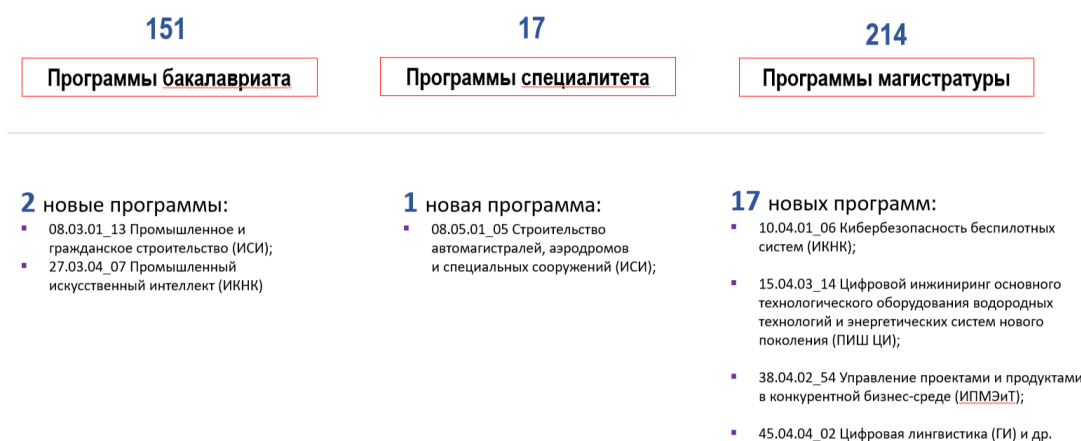 151
Программы бакалавриата
17
Программы специалитета
214
Программы магистратуры
2 новые программы:
▪ 08.03.01_13 Промышленное и
гражданское строительство (ИСИ);
▪ 27.03.04_07 Промышленный
искусственный интеллект (ИКНК)
1 новая программа:
▪ 08.05.01_05 Строительство
автомагистралей, аэродромов
и специальных сооружений (ИСИ);
17 новых программ:
▪ 10.04.01_06 Кибербезопасность беспилотных
систем (ИКНК);
▪ 15.04.03_14 Цифровой инжиниринг основного
технологического оборудования водородных
технологий и энергетических систем нового
поколения (ПИШ ЦИ);
▪ 38.04.02_54 Управление проектами и продуктами
в конкурентной бизнес-среде (ИПМЭиТ);
▪ 45.04.04_02 Цифровая лингвистика (ГИ) и др.